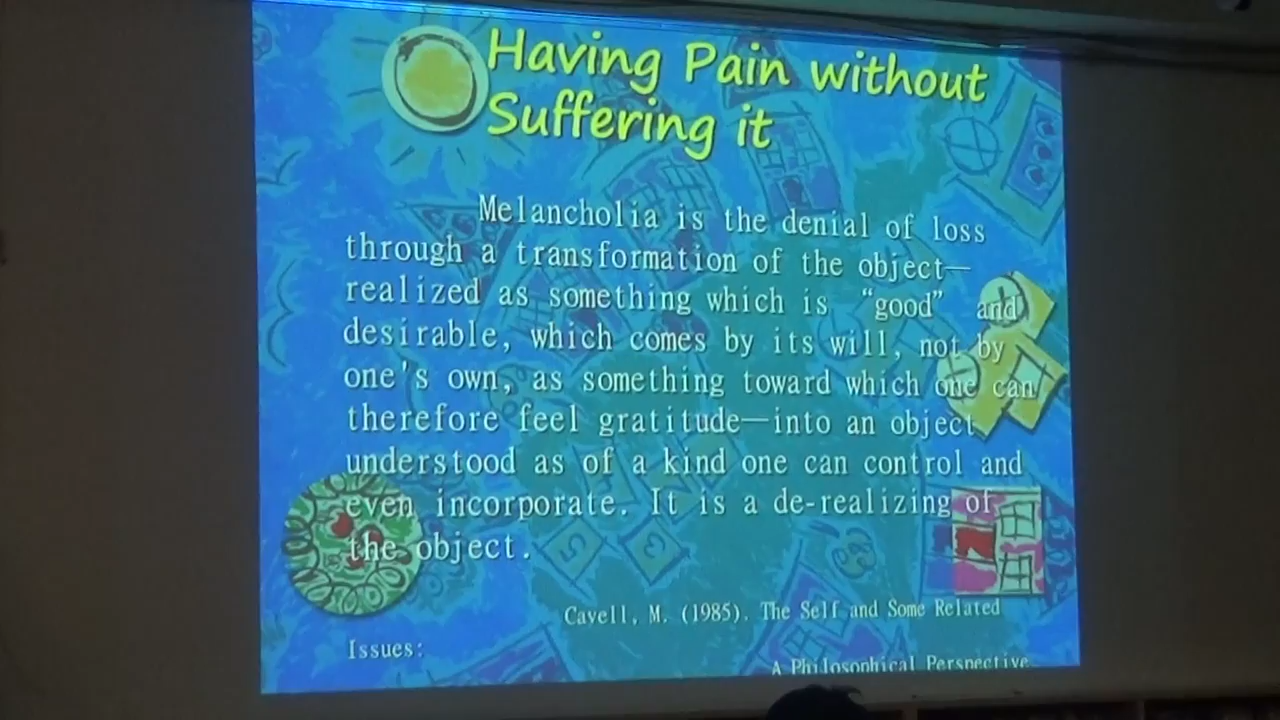 Having Pain without
Suffering it
Melancholia is the denial of loss
through a transformation of the object—
realized as something which is “good” and
desirable, which comes by its will, not by
one's own, as something toward which one can
therefore feel gratitude—into an object
understood as of a kind one can control and
even incorporate. It is a de-realizing of
the object.
Cavell, M. (1985). The Self and Some Related
Issues:
A Philosophical Perspective